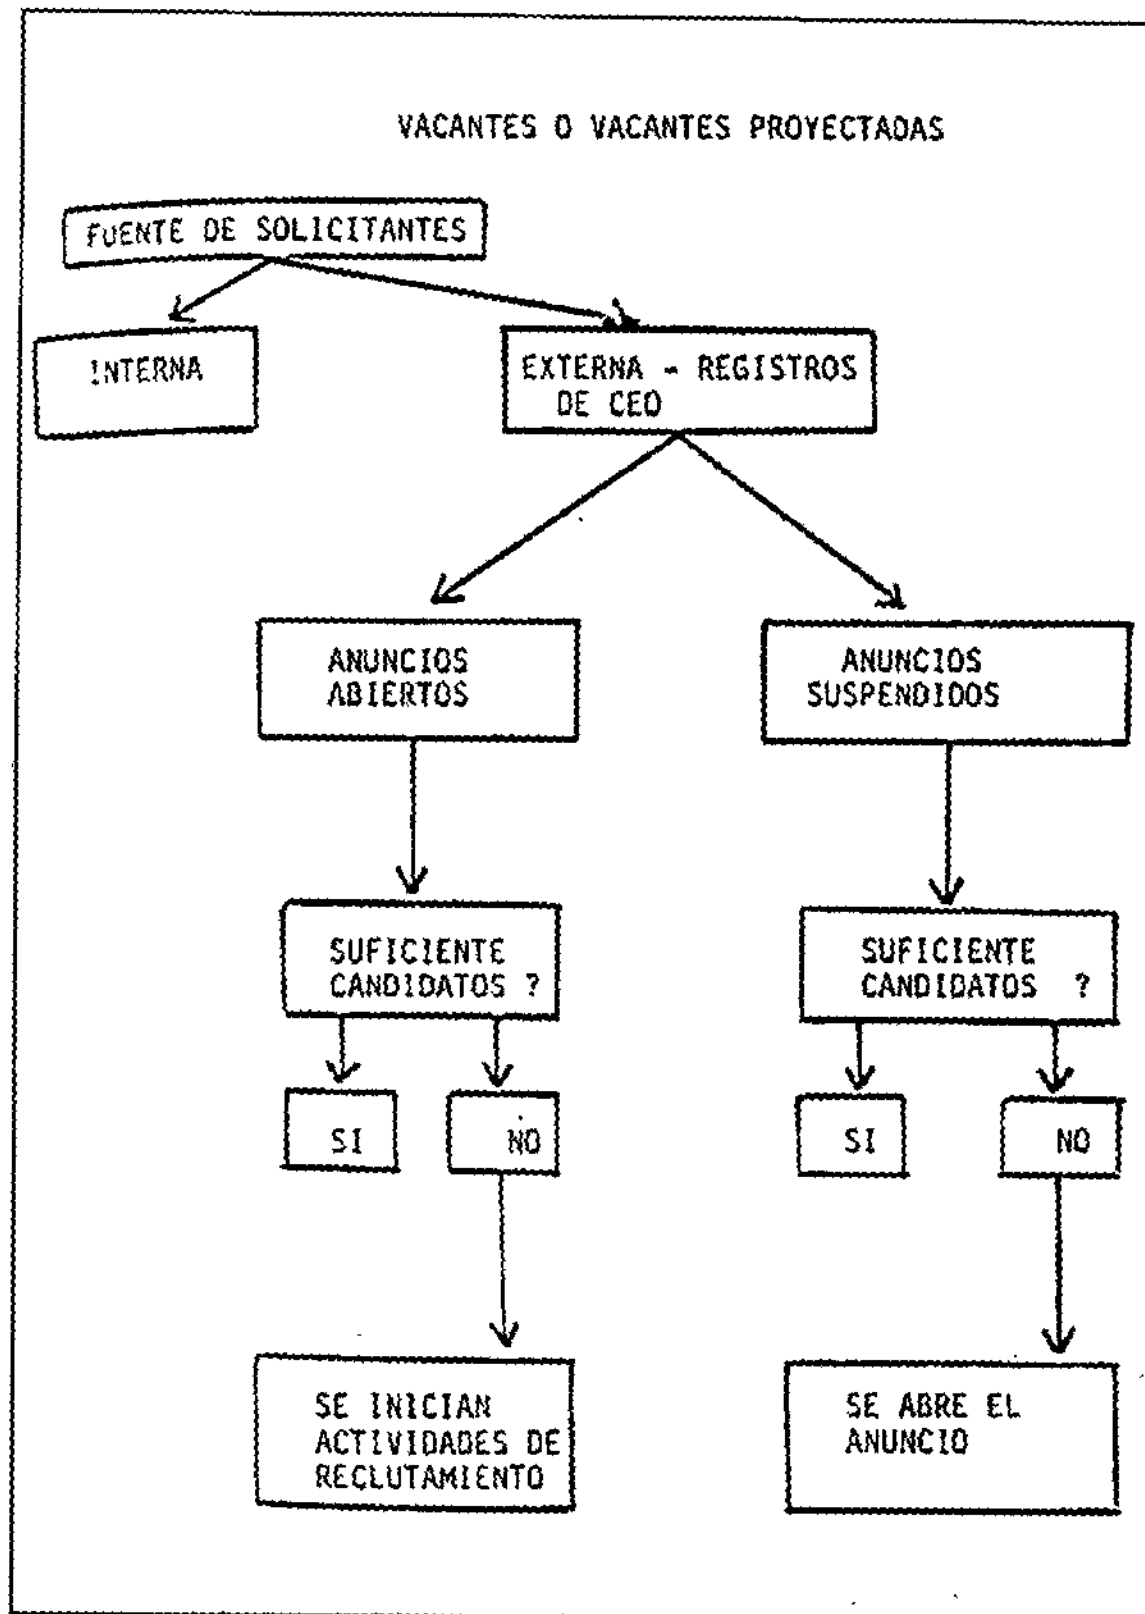 VACANTES O VACANTES PROYECTADAS
FUENTE DE SOLICITANTES
INTERNA
EXTERNA - REGISTROS
DE CEO
ANUNCIOS
ABIERTOS
ANUNCIOS
SUSPENDIDOS
SUFICIENTE
CANDIDATOS ?
SUFICIENTE
CANDIDATOS ?
SI
NO
SI
NO
SE INICIAN
ACTIVIDADES DE
RECLUTAMIENTO
SE ABRE EL
ANUNCIO